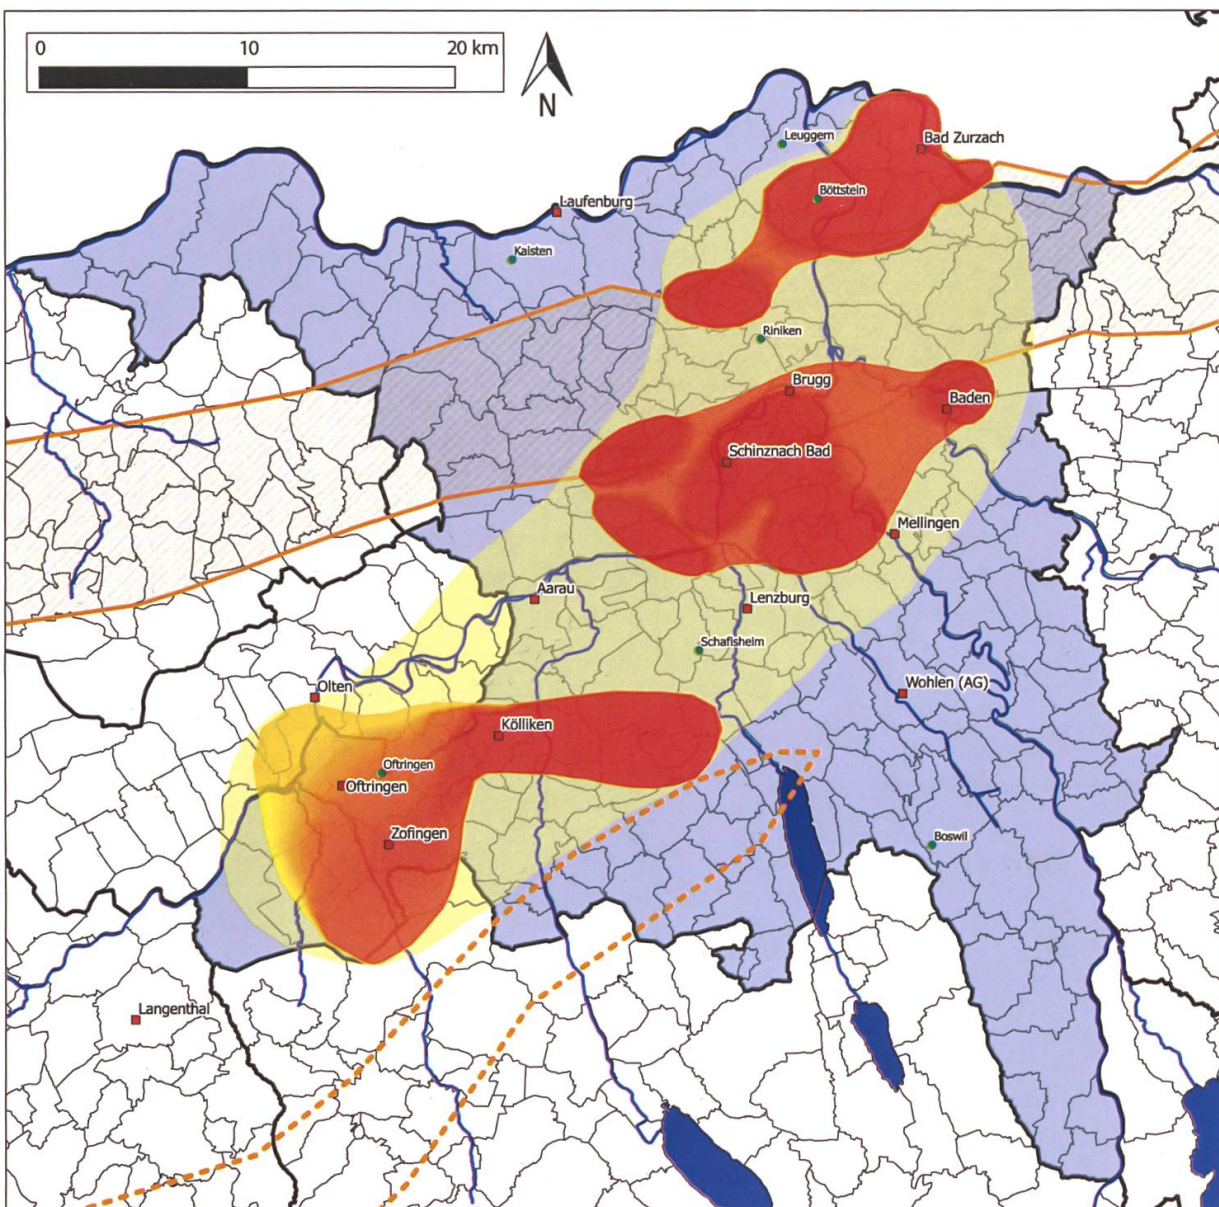 0 10 20 km
N
Leuggern
Bad Zurzach
Böttstein
Laufenburg
Kaisten
Riniken
Brugg
Baden
Schinznach Bad
Mellingen
Aarau
Lenzburg
Schafisheim
Olten
Wohlen (AG)
Kölliken
Oftringen
Oftringen
Zofingen
Boswil
Langenthal